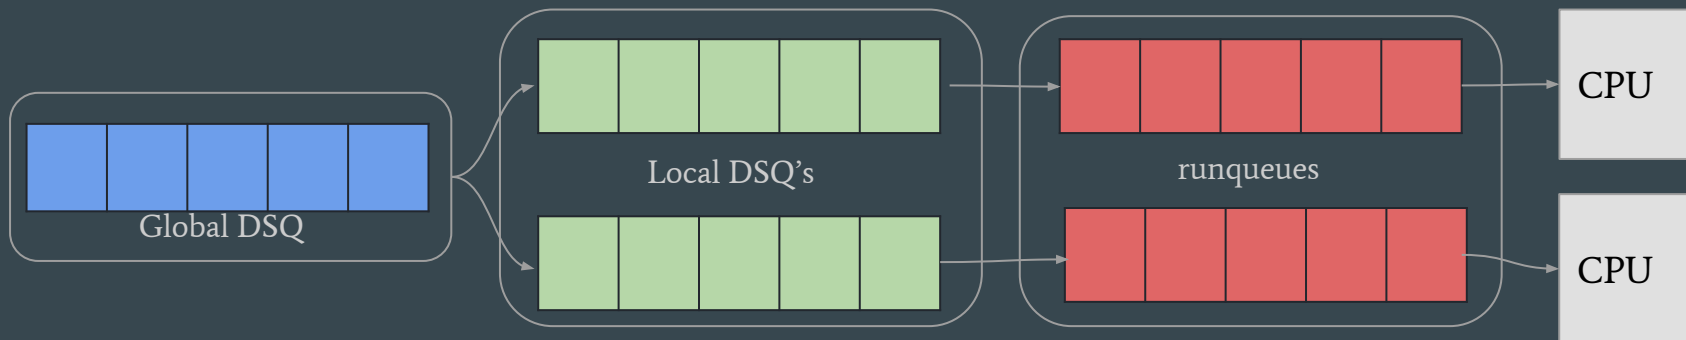 Global DSQ
Local DSQ’s
runqueues
CPU
CPU